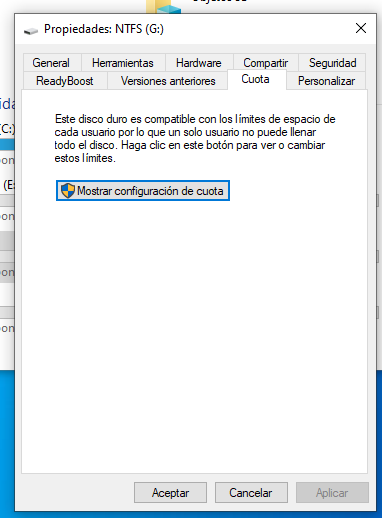 Propiedades: NTFS (G:)
General
Herramientas
Hardware
Compartir
Seguridad
ReadyBoost
Versiones anteriores
Cuota
Personalizar
Este disco duro es compatible con los límites de espacio de
cada usuario por lo que un solo usuario no puede llenar
todo el disco. Haga clic en este botón para ver o cambiar
estos límites.
Mostrar configuración de cuota
Aceptar
Cancelar
Aplicar
(C:)